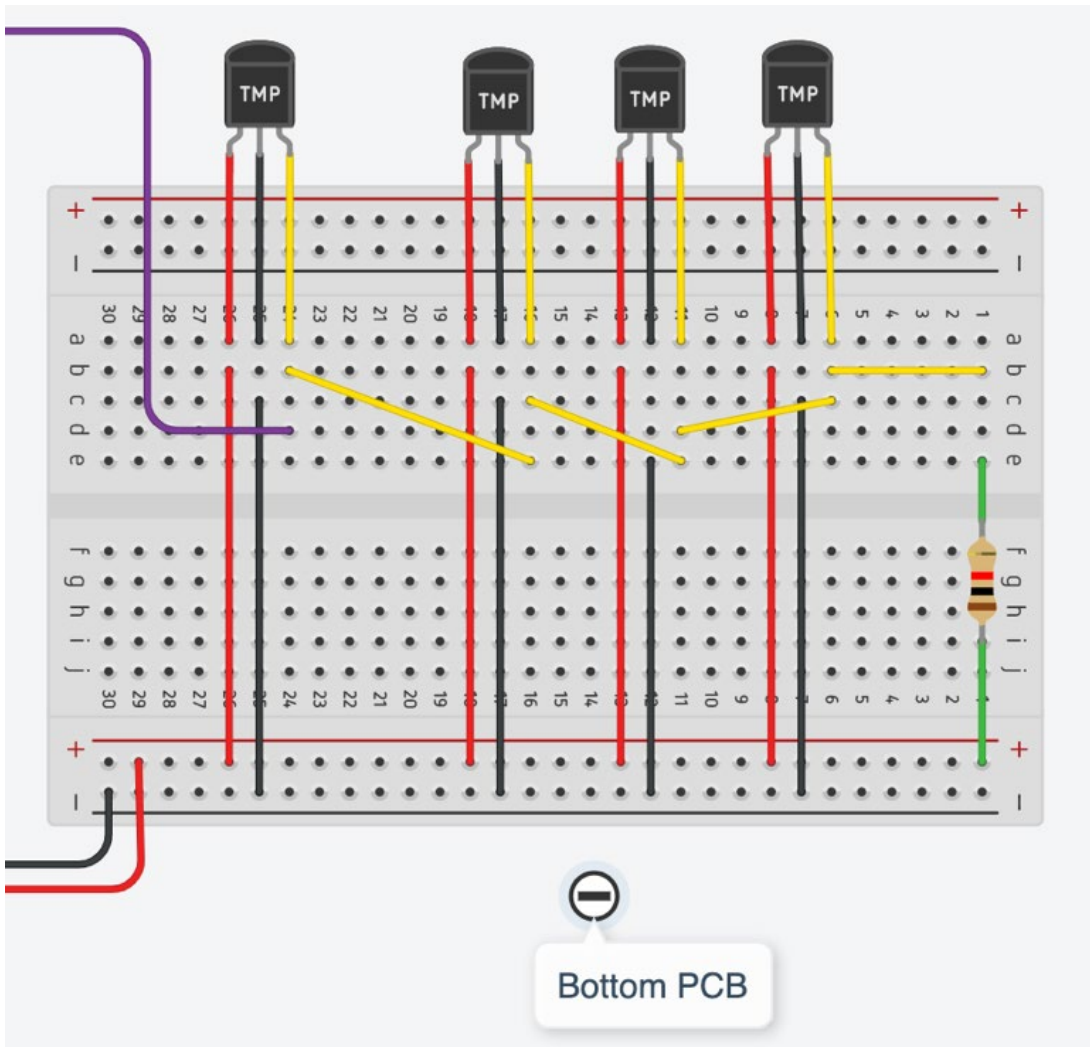 TMP TMP TMP TMP
+ +
− −
30 29 28 27 26 25 24 23 22 21 20 19 18 17 16 15 14 13 12 11 10 9 8 7 6 5 4 3 2 1
a a
b b
c c
d d
e e
f f
g g
h h
i i
j j
30 29 28 27 26 25 24 23 22 21 20 19 18 17 16 15 14 13 12 11 10 9 8 7 6 5 4 3 2 1
+ +
− −
Bottom PCB